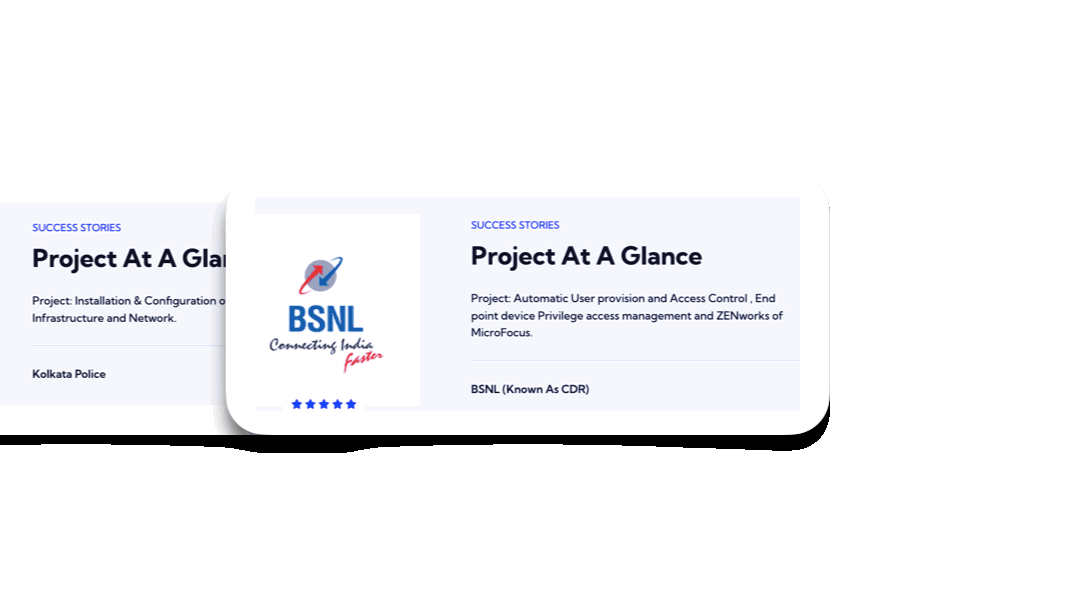 SUCCESS STORIES
Project At A
Project: Installation & Configuration
Infrastructure and Network.
Kolkata Police
BSNL
Connecting India
Faster
SUCCESS STORIES
Project At A Glance
Project: Automatic User provision and Access Control , End
point device Privilege access management and ZENworks of
MicroFocus.
BSNL (Known As CDR)